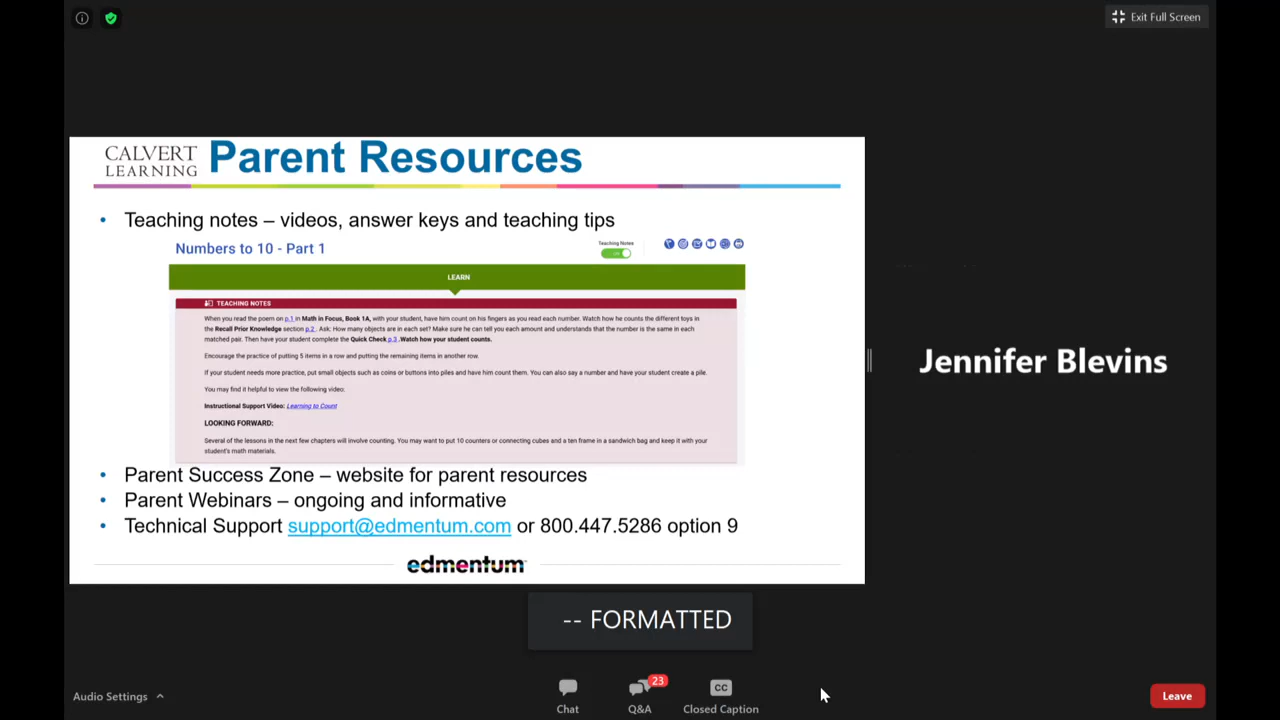 Exit Full Screen
CALVERT
LEARNING
Parent Resources
• Teaching notes – videos, answer keys and teaching tips
Numbers to 10 - Part 1
Teaching Notes
LEARN
TEACHING NOTES
When you read the poem on p.1 in Math in Focus, Book 1A, with your student, have him count on his fingers as you read each number. Watch how he counts the different toys in
the Recall Prior Knowledge section p.2 . Ask: How many objects are in each set? Make sure he can tell you each amount and understands that the number is the same in each
matched pair. Then have your student complete the Quick Check p.3 .Watch how your student counts.
Encourage the practice of putting 5 items in a row and putting the remaining items in another row.
If your student needs more practice, put small objects such as coins or buttons into piles and have him count them. You can also say a number and have your student create a pile.
You may find it helpful to view the following video:
Instructional Support Video: Learning to Count
LOOKING FORWARD:
Several of the lessons in the next few chapters will involve counting. You may want to put 10 counters or connecting cubes and a ten frame in a sandwich bag and keep it with your
student's math materials.
• Parent Success Zone – website for parent resources
• Parent Webinars – ongoing and informative
• Technical Support support@edmentum.com or 800.447.5286 option 9
edmentum
Jennifer Blevins
-- FORMATTED
Audio Settings
Chat
23
Q&A
CC
Closed Caption
Leave